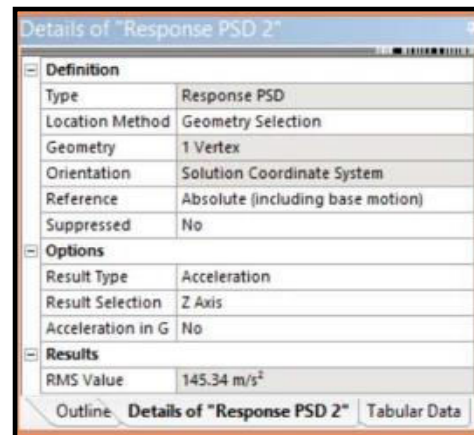 Details of "Response PSD 2"
Definition
Type Response PSD
Location Method Geometry Selection
Geometry 1 Vertex
Orientation Solution Coordinate System
Reference Absolute (including base motion)
Suppressed No
Options
Result Type Acceleration
Result Selection Z Axis
Acceleration in G No
Results
RMS Value 145.34 m/s²
Outline Details of "Response PSD 2" Tabular Data